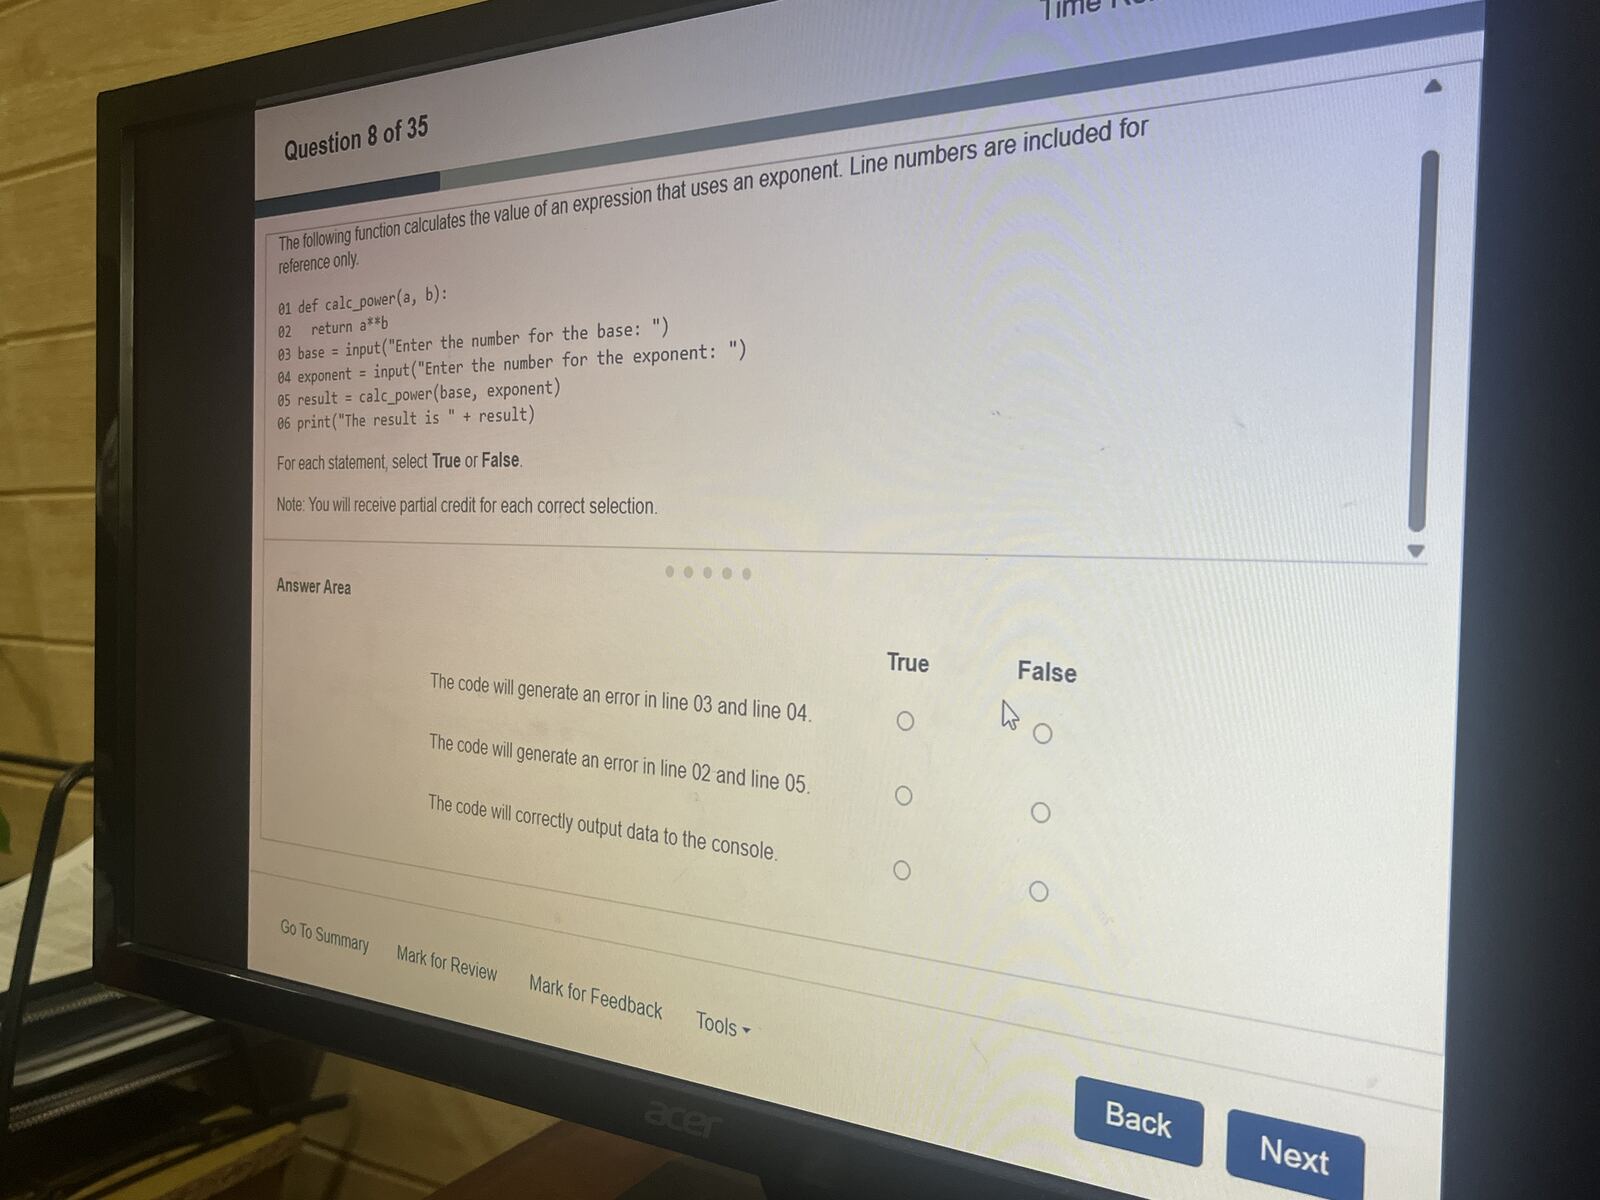 Time
Question 8 of 35
The following function calculates the value of an expression that uses an exponent. Line numbers are included for
reference only.
01 def calc_power(a, b):
02   return a**b
03 base = input("Enter the number for the base: ")
04 exponent = input("Enter the number for the exponent: ")
05 result = calc_power(base, exponent)
06 print("The result is " + result)
For each statement, select True or False.
Note: You will receive partial credit for each correct selection.
Answer Area
True False
The code will generate an error in line 03 and line 04.
The code will generate an error in line 02 and line 05.
The code will correctly output data to the console.
Go To Summary Mark for Review Mark for Feedback Tools
Back Next
acer